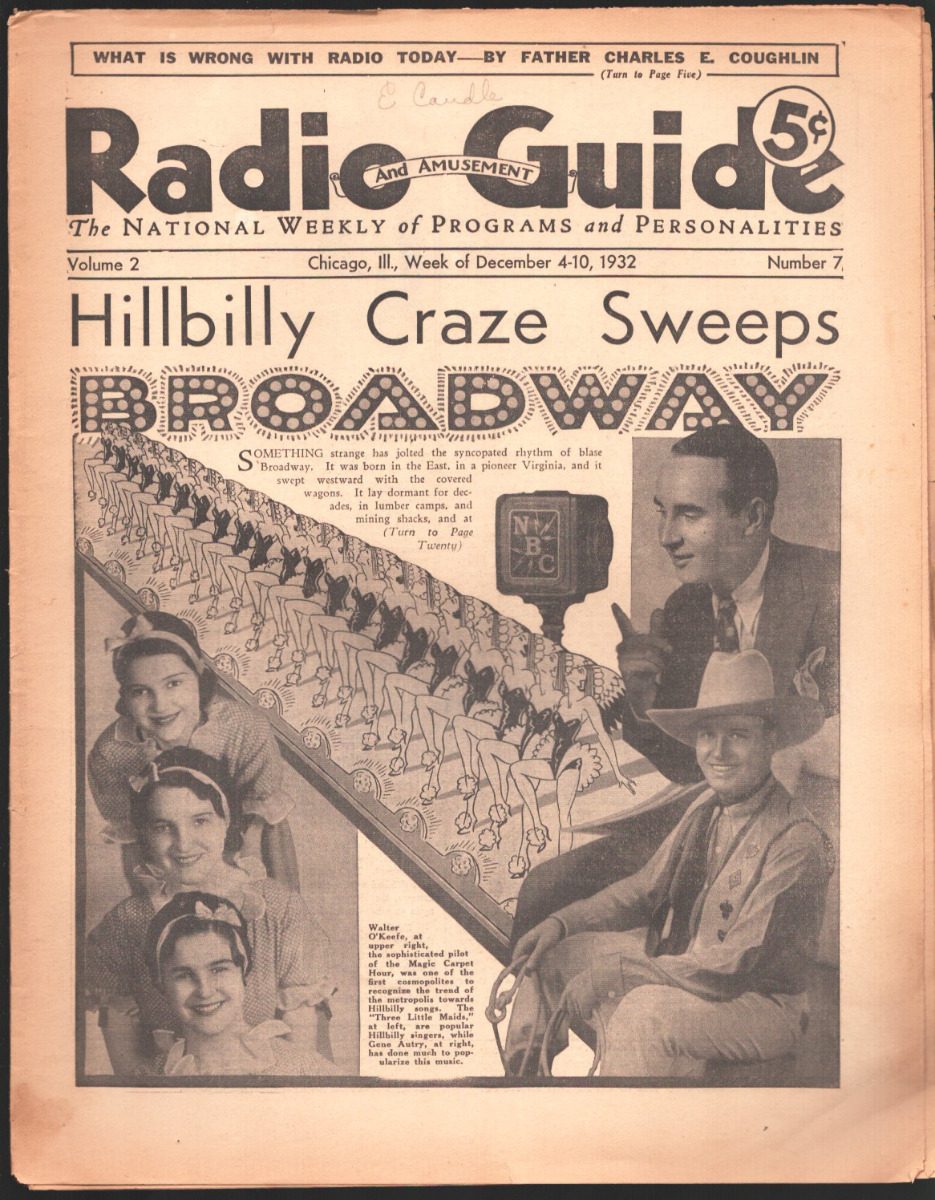 WHAT IS WRONG WITH RADIO TODAY—BY FATHER CHARLES E. COUGHLIN
(Turn to Page Five)
E Caudle
Radio Guide
And AMUSEMENT
5¢
The NATIONAL WEEKLY of PROGRAMS and PERSONALITIES
Volume 2 Chicago, Ill., Week of December 4-10, 1932 Number 7
Hillbilly Craze Sweeps
BROADWAY
SOMETHING strange has jolted the syncopated rhythm of blase
Broadway. It was born in the East, in a pioneer Virginia, and it
swept westward with the covered
wagons. It lay dormant for dec-
ades, in lumber camps, and
mining shacks, and at
(Turn to Page
Twenty)
NBC
Walter
O'Keefe, at
upper right,
the sophisticated pilot
of the Magic Carpet
Hour, was one of the
first cosmopolites to
recognize the trend of
the metropolis towards
Hillbilly songs. The
"Three Little Maids,"
at left, are popular
Hillbilly singers, while
Gene Autry, at right,
has done much to pop-
ularize this music.